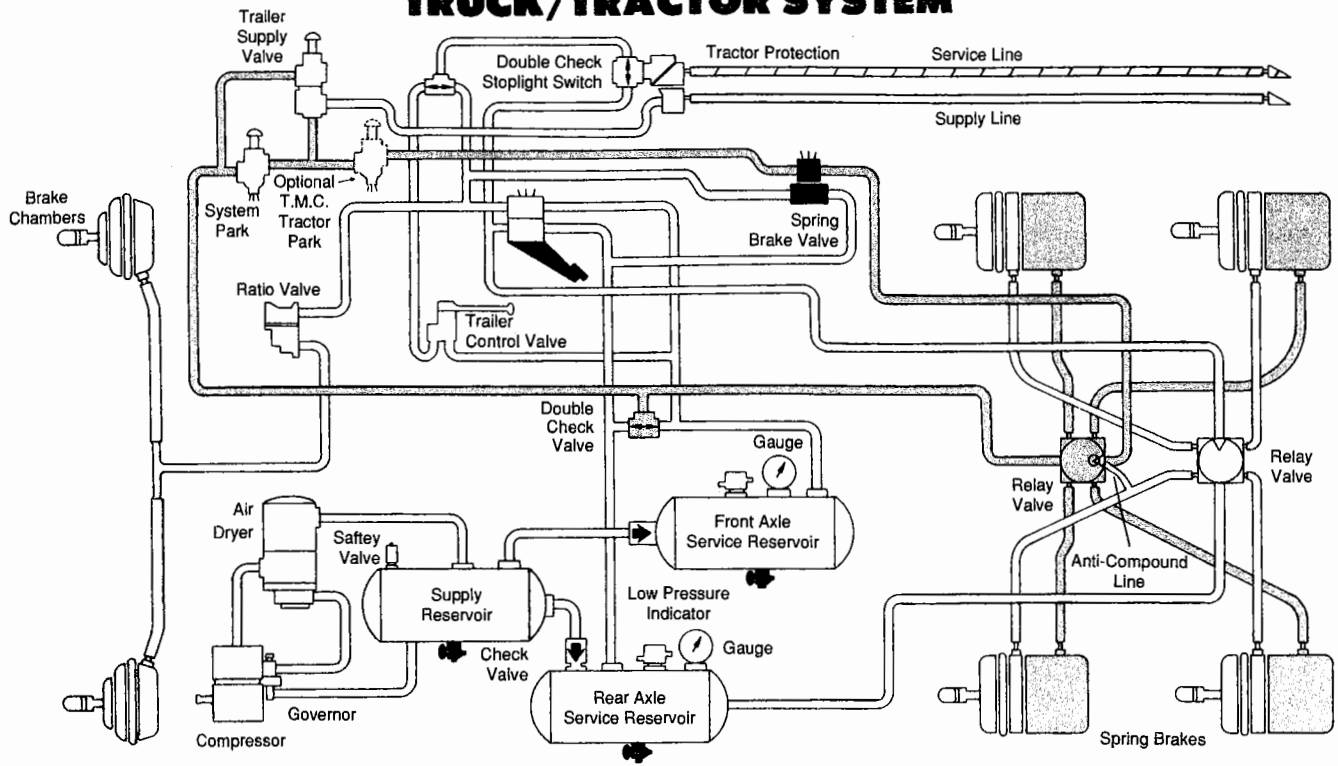 TRUCK/TRACTOR SYSTEM
Trailer
Supply
Valve
Double Check
Stoplight Switch
Tractor Protection
Service Line
Supply Line
Brake
Chambers
System
Park
Optional
T.M.C.
Tractor
Park
Spring
Brake Valve
Ratio Valve
Trailer
Control Valve
Double
Check
Valve
Gauge
Relay
Valve
Relay
Valve
Air
Dryer
Saftey
Valve
Front Axle
Service Reservoir
Anti-Compound
Line
Supply
Reservoir
Low Pressure
Indicator
Gauge
Check
Valve
Rear Axle
Service Reservoir
Governor
Compressor
Spring Brakes